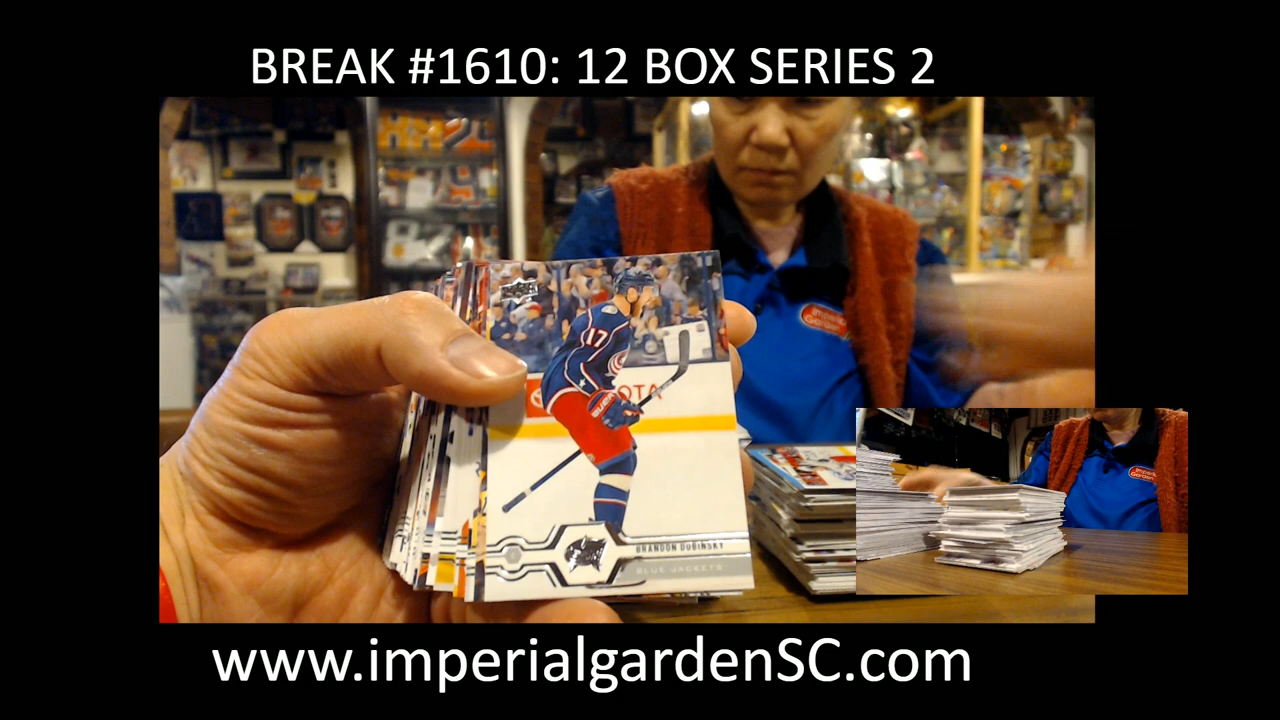 BREAK #1610: 12 BOX SERIES 2
17
BRANDON DUBINSKY
BLUE JACKETS
www.imperialgardenSC.com